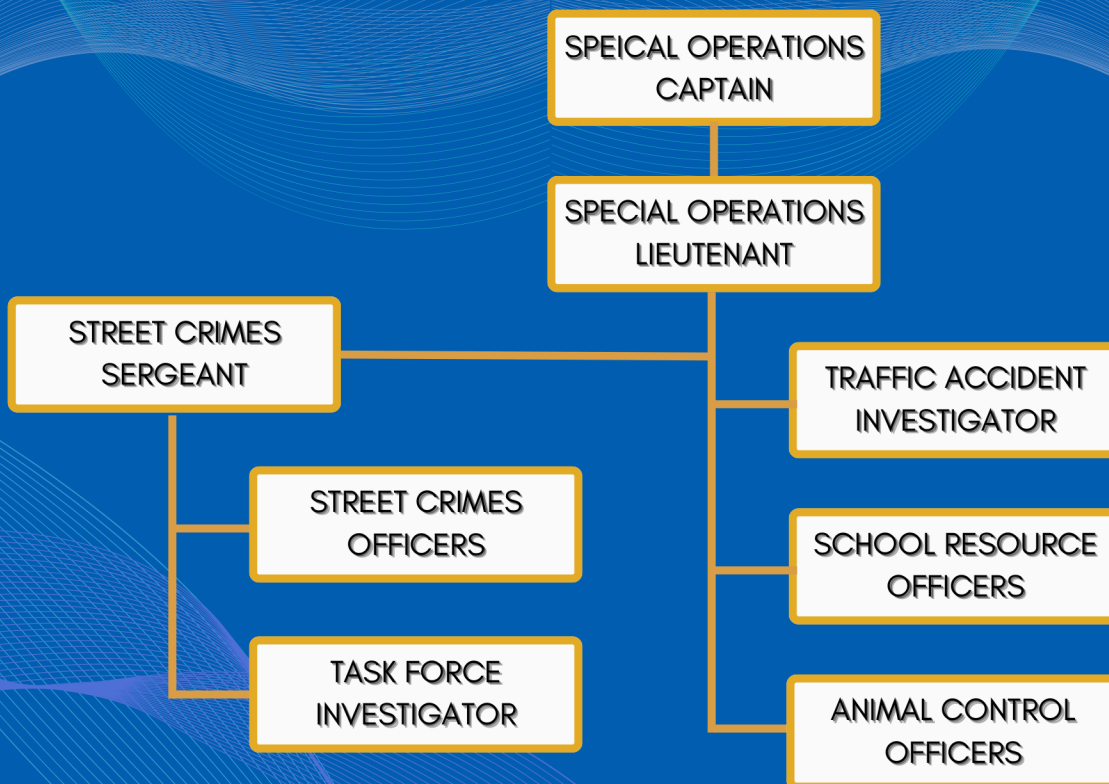 SPEICAL OPERATIONS
CAPTAIN
SPECIAL OPERATIONS
LIEUTENANT
STREET CRIMES
SERGEANT
TRAFFIC ACCIDENT
INVESTIGATOR
STREET CRIMES
OFFICERS
SCHOOL RESOURCE
OFFICERS
TASK FORCE
INVESTIGATOR
ANIMAL CONTROL
OFFICERS